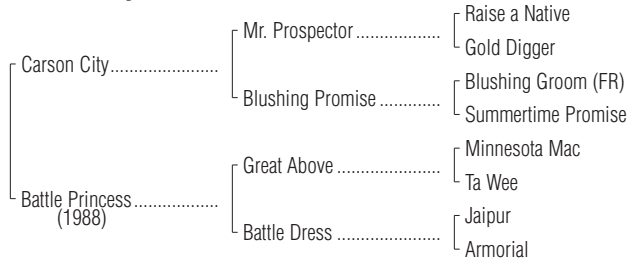 Raise a Native
Mr. Prospector ..................
Gold Digger
Carson City......................
Blushing Groom (FR)
Blushing Promise .............
Summertime Promise
Minnesota Mac
Great Above .....................
Ta Wee
Battle Princess.................
(1988)
Jaipur
Battle Dress .....................
Armorial